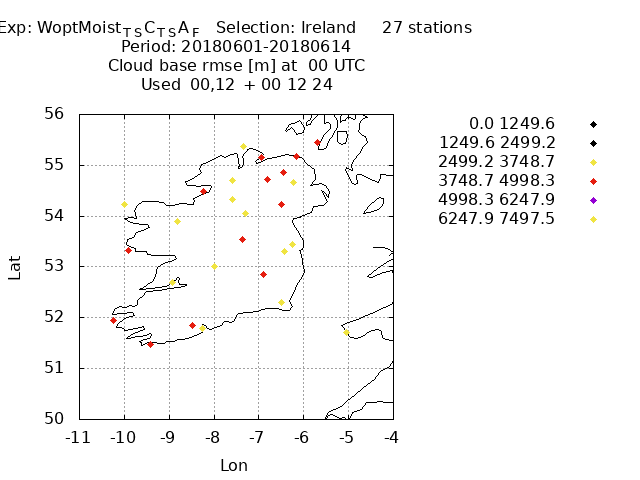 Exp: WoptMoist_TSC_TSA_F Selection: Ireland 27 stations
Period: 20180601-20180614
Cloud base rmse [m] at 00 UTC
Used 00,12 + 00 12 24
56
55
54
53
52
51
50
-11 -10 -9 -8 -7 -6 -5 -4
Lat
Lon
0.0 1249.6
1249.6 2499.2
2499.2 3748.7
3748.7 4998.3
4998.3 6247.9
6247.9 7497.5